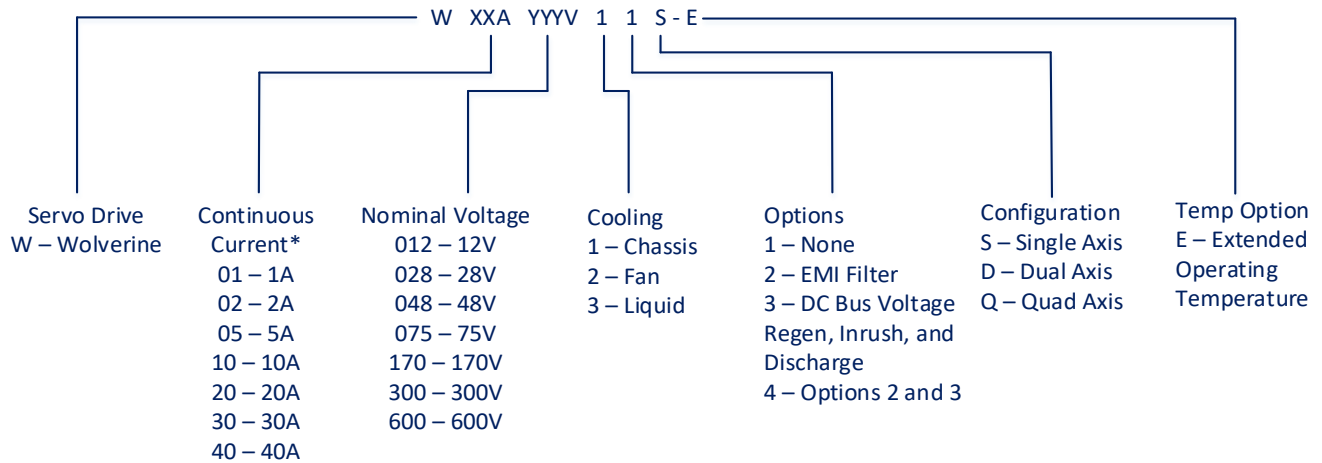 W XXA YYYV 1 1 S - E
Servo Drive
W – Wolverine
Continuous
Current*
01 – 1A
02 – 2A
05 – 5A
10 – 10A
20 – 20A
30 – 30A
40 – 40A
Nominal Voltage
012 – 12V
028 – 28V
048 – 48V
075 – 75V
170 – 170V
300 – 300V
600 – 600V
Cooling
1 – Chassis
2 – Fan
3 – Liquid
Options
1 – None
2 – EMI Filter
3 – DC Bus Voltage
Regen, Inrush, and
Discharge
4 – Options 2 and 3
Configuration
S – Single Axis
D – Dual Axis
Q – Quad Axis
Temp Option
E – Extended
Operating
Temperature